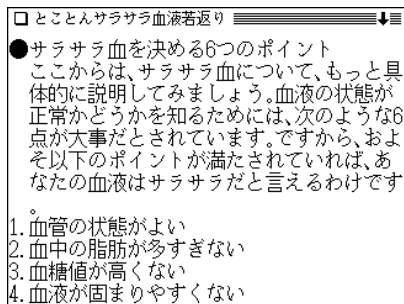 □ とことんサラサラ血液若返り
●サラサラ血を決める6つのポイント
ここからは、サラサラ血について、もっと具
体的に説明してみましょう。血液の状態が
正常かどうかを知るためには、次のような6
点が大事だとされています。ですから、およ
そ以下のポイントが満たされていれば、あ
なたの血液はサラサラだと言えるわけです
。
1.血管の状態がよい
2.血中の脂肪が多すぎない
3.血糖値が高くない
4.血液が固まりやすくない